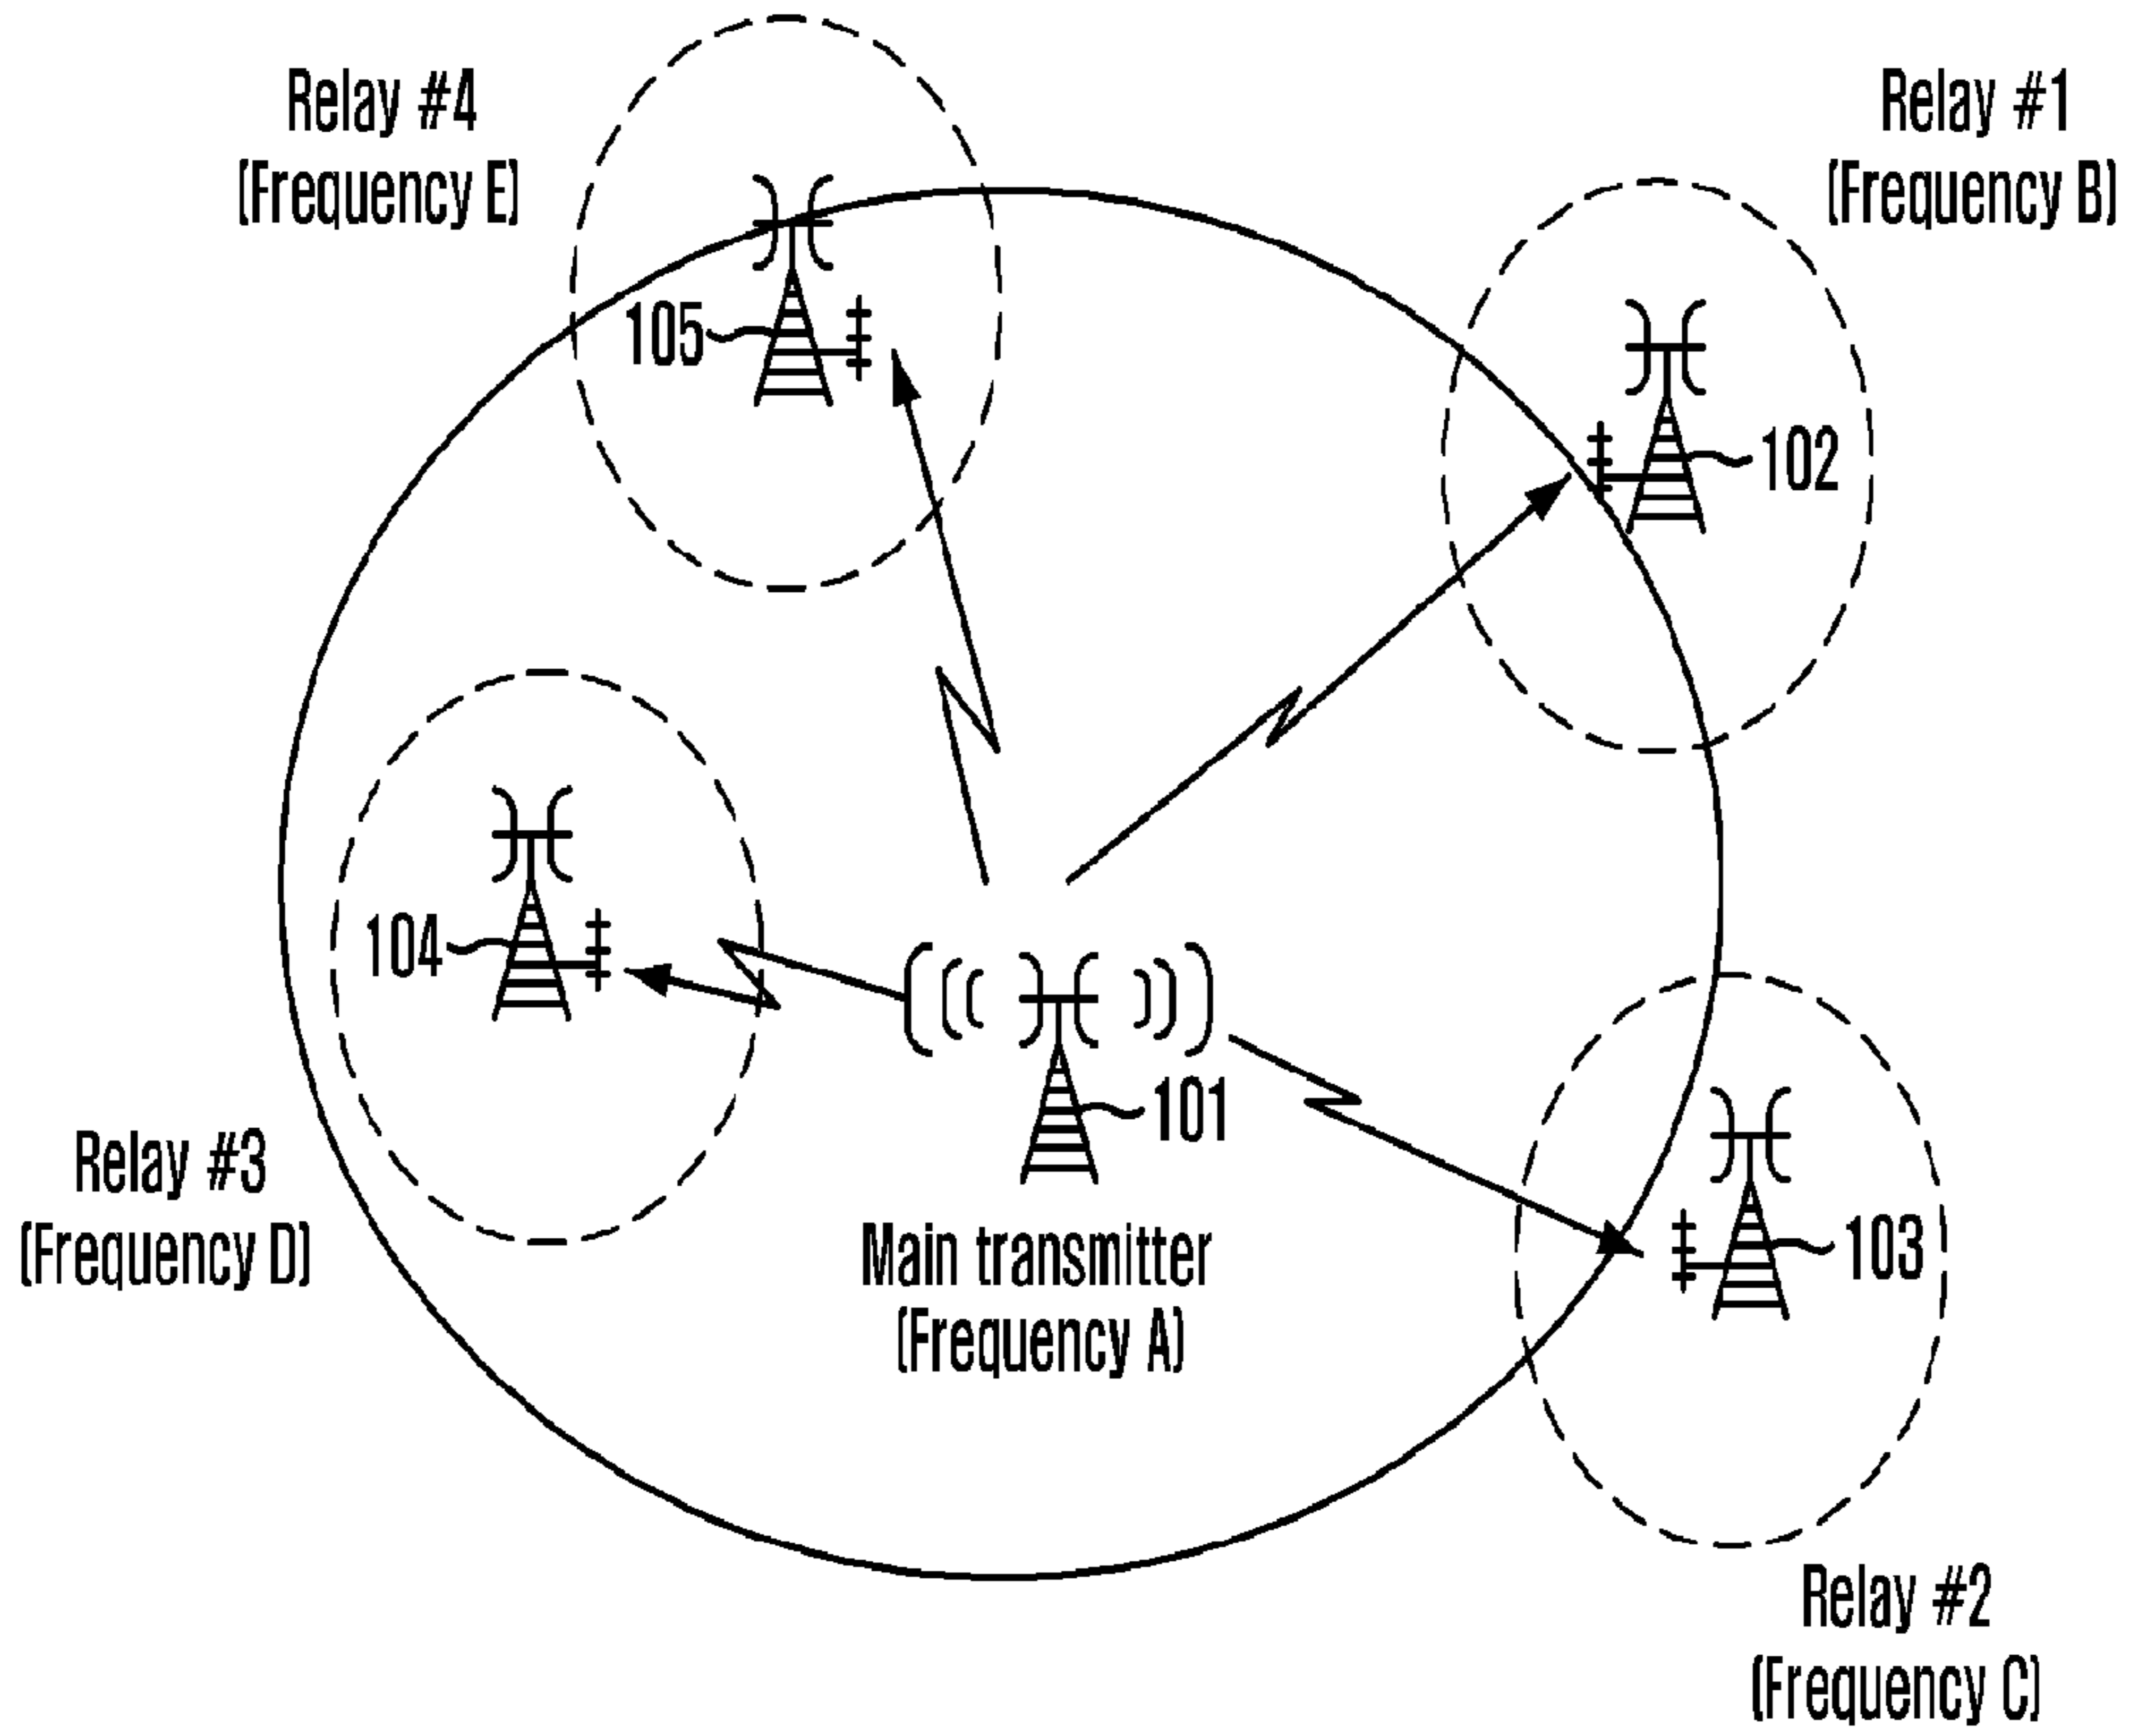 Relay #4
(Frequency E)
Relay #1
(Frequency B)
105
102
104
101
Relay #3
(Frequency D)
Main transmitter
(Frequency A)
103
Relay #2
(Frequency C)